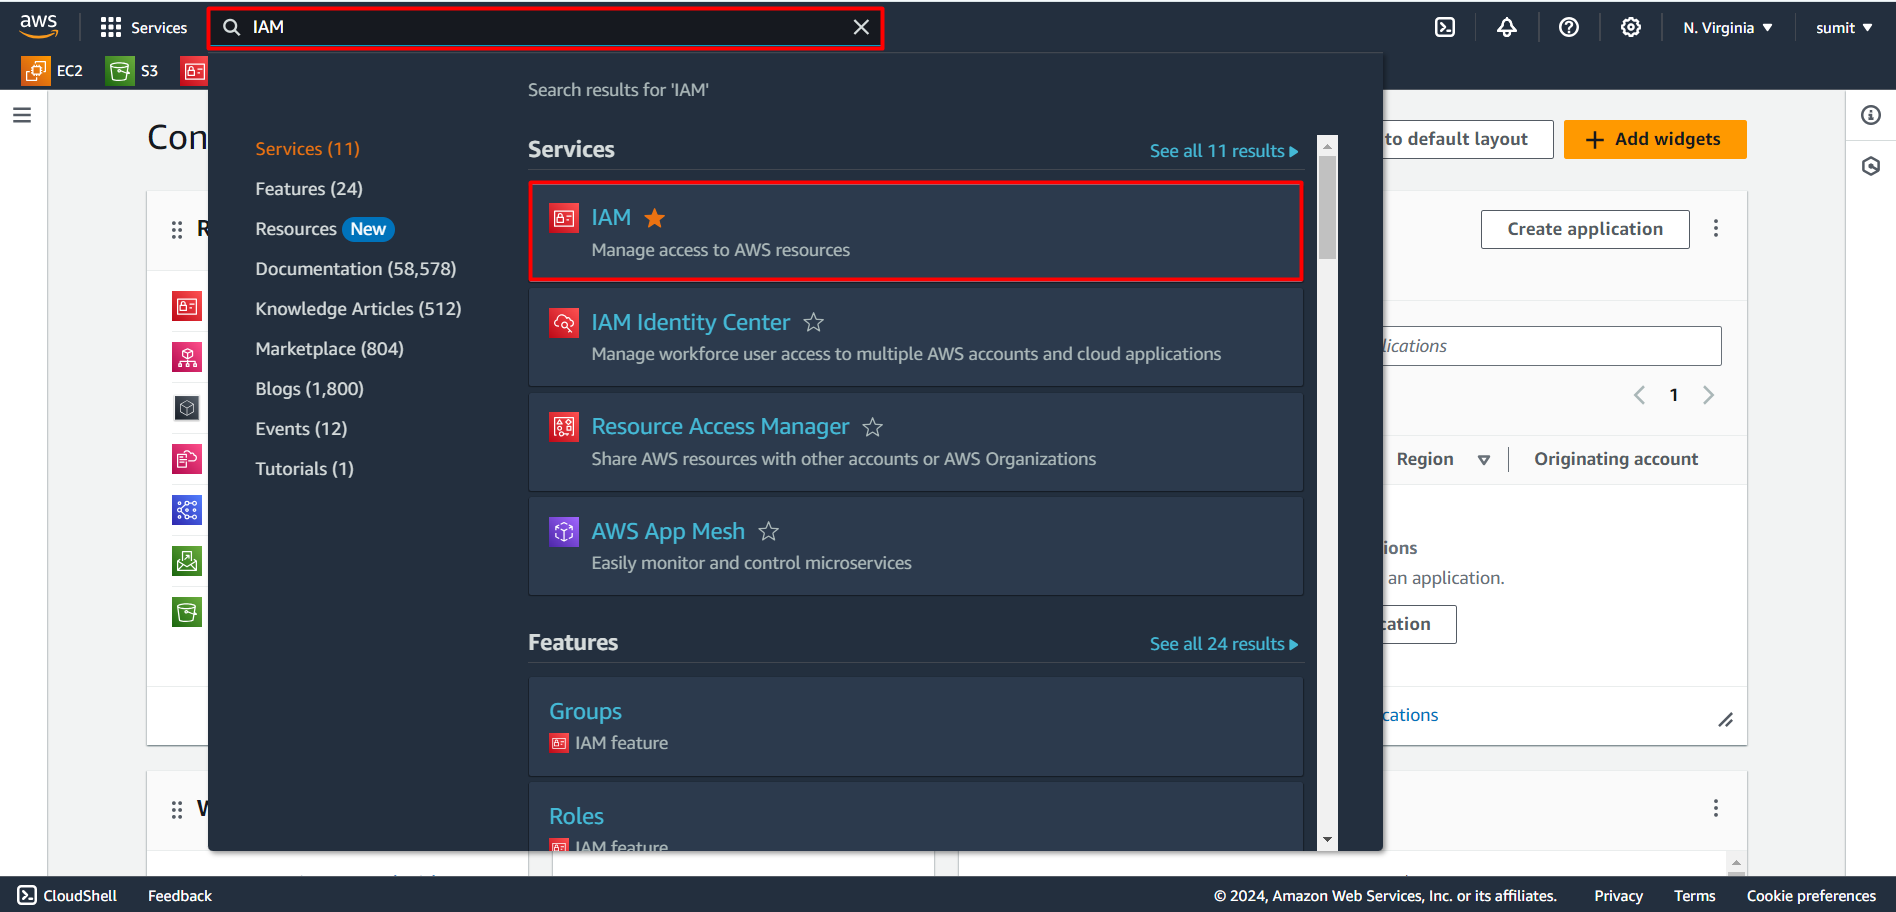 aws
Services
IAM
N. Virginia
sumit
EC2
S3
Search results for 'IAM'
Con
to default layout
Add widgets
Services (11)
Features (24)
Resources New
Documentation (58,578)
Knowledge Articles (512)
Marketplace (804)
Blogs (1,800)
Events (12)
Tutorials (1)
Services
See all 11 results
IAM
Manage access to AWS resources
IAM Identity Center
Manage workforce user access to multiple AWS accounts and cloud applications
Resource Access Manager
Share AWS resources with other accounts or AWS Organizations
AWS App Mesh
Easily monitor and control microservices
Features
See all 24 results
Groups
IAM feature
Roles
IAM feature
R
Create application
lications
1
Region
Originating account
ions
an application.
cation
cations
CloudShell
Feedback
© 2024, Amazon Web Services, Inc. or its affiliates.
Privacy
Terms
Cookie preferences